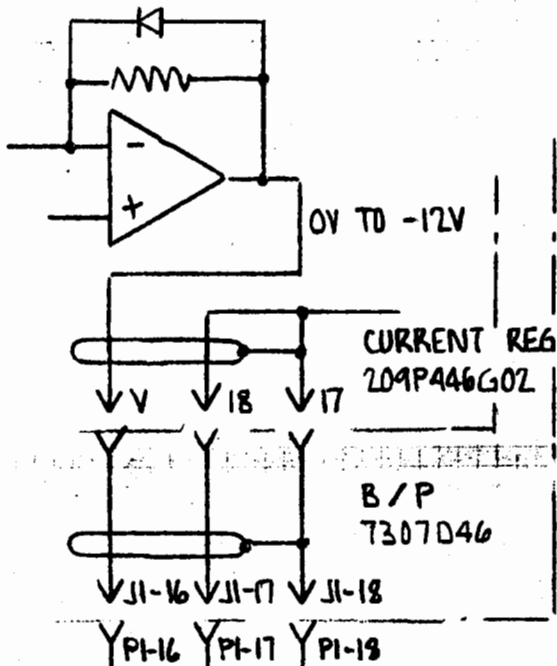 -
+
0V TO -12V
CURRENT REG
209P446G02
V 18 17
B/P
7307D46
J1-16 J1-17 J1-18
P1-16 P1-17 P1-18